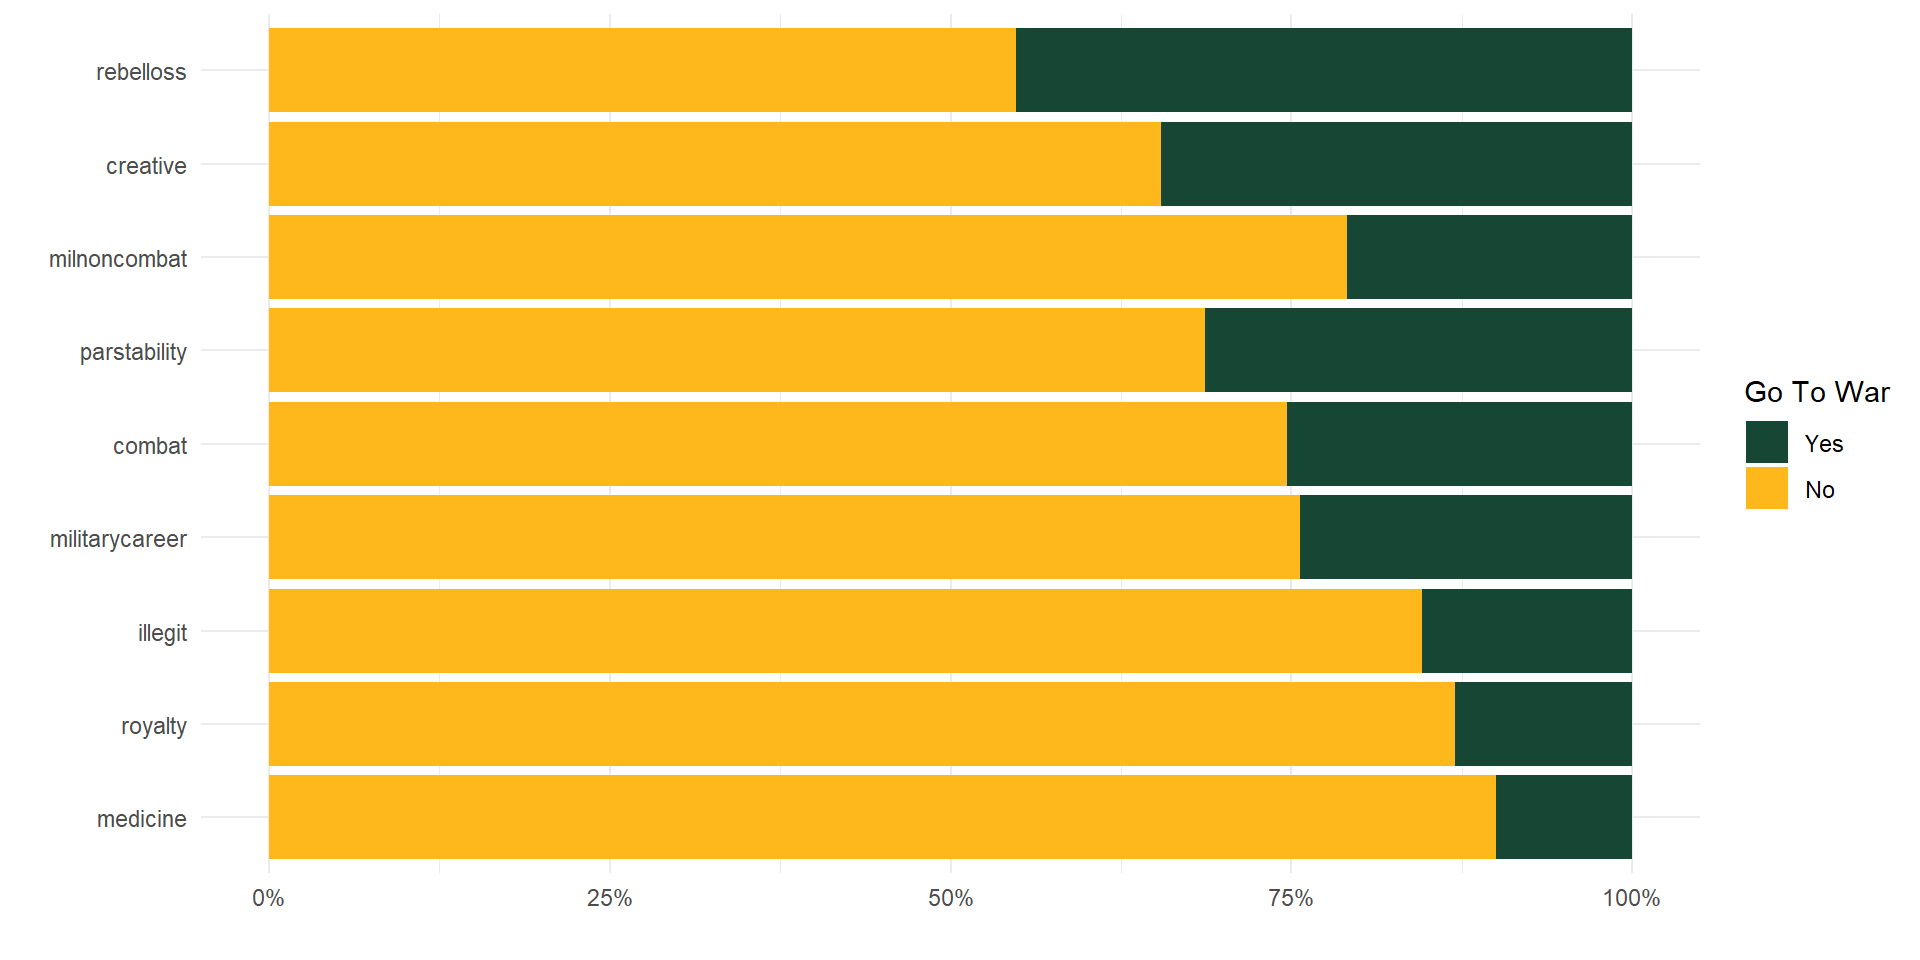 rebelloss
creative
milnoncombat
parstability
combat
militarycareer
illegit
royalty
medicine
0% 25% 50% 75% 100%
Go To War
Yes
No